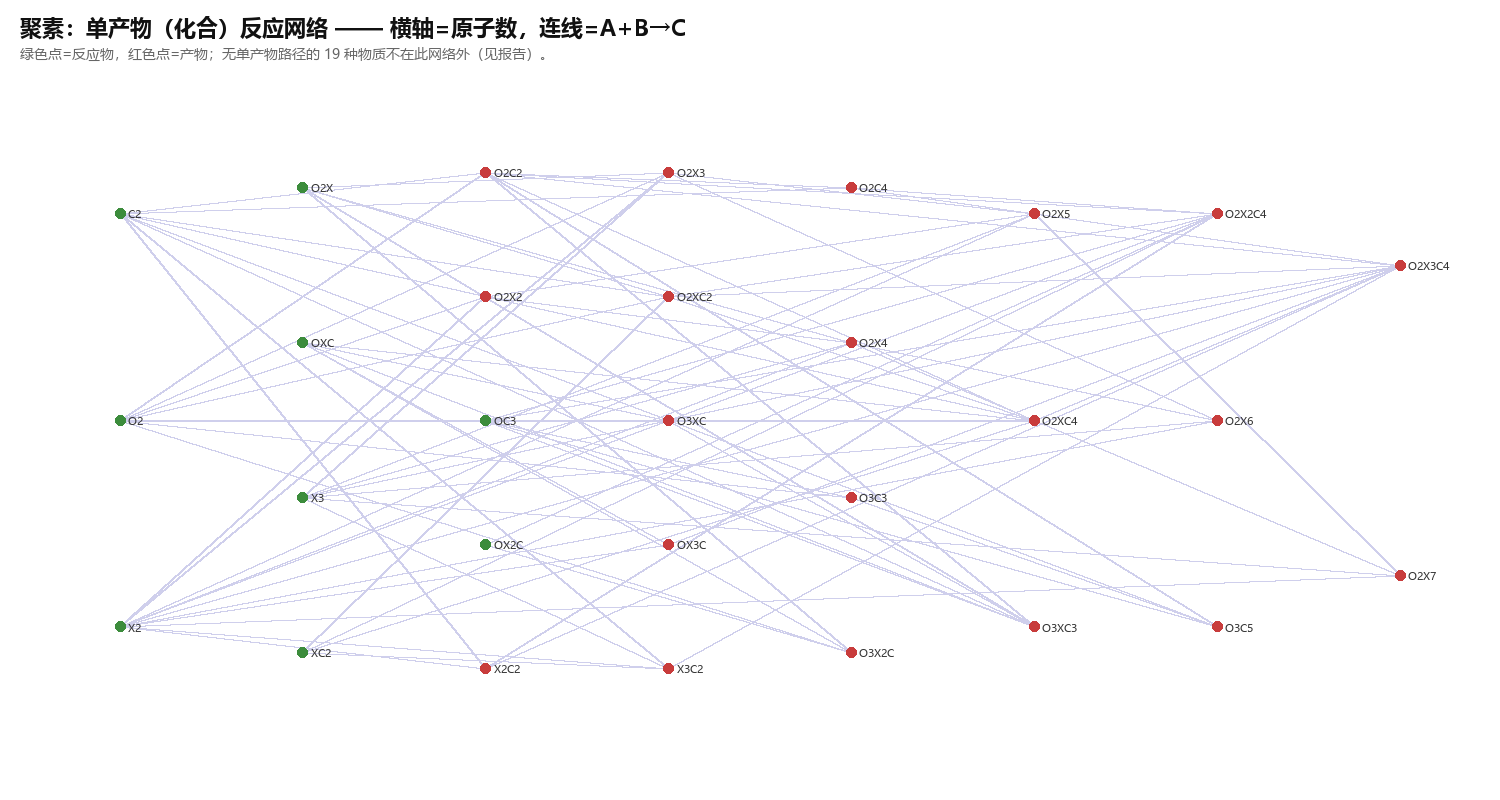 聚素：单产物（化合）反应网络 —— 横轴=原子数，连线=A+B→C
绿色点=反应物，红色点=产物；无单产物路径的 19 种物质不在此网络外（见报告）。
O2C2
O2X3
O2X
O2C4
C2
O2X5
O2X2C4
O2X3C4
O2X2
O2XC2
OXC
O2X4
O2
OC3
O3XC
O2XC4
O2X6
X3
O3C3
OX2C
OX3C
O2X7
X2
O3XC3
O3C5
XC2
O3X2C
X2C2
X3C2